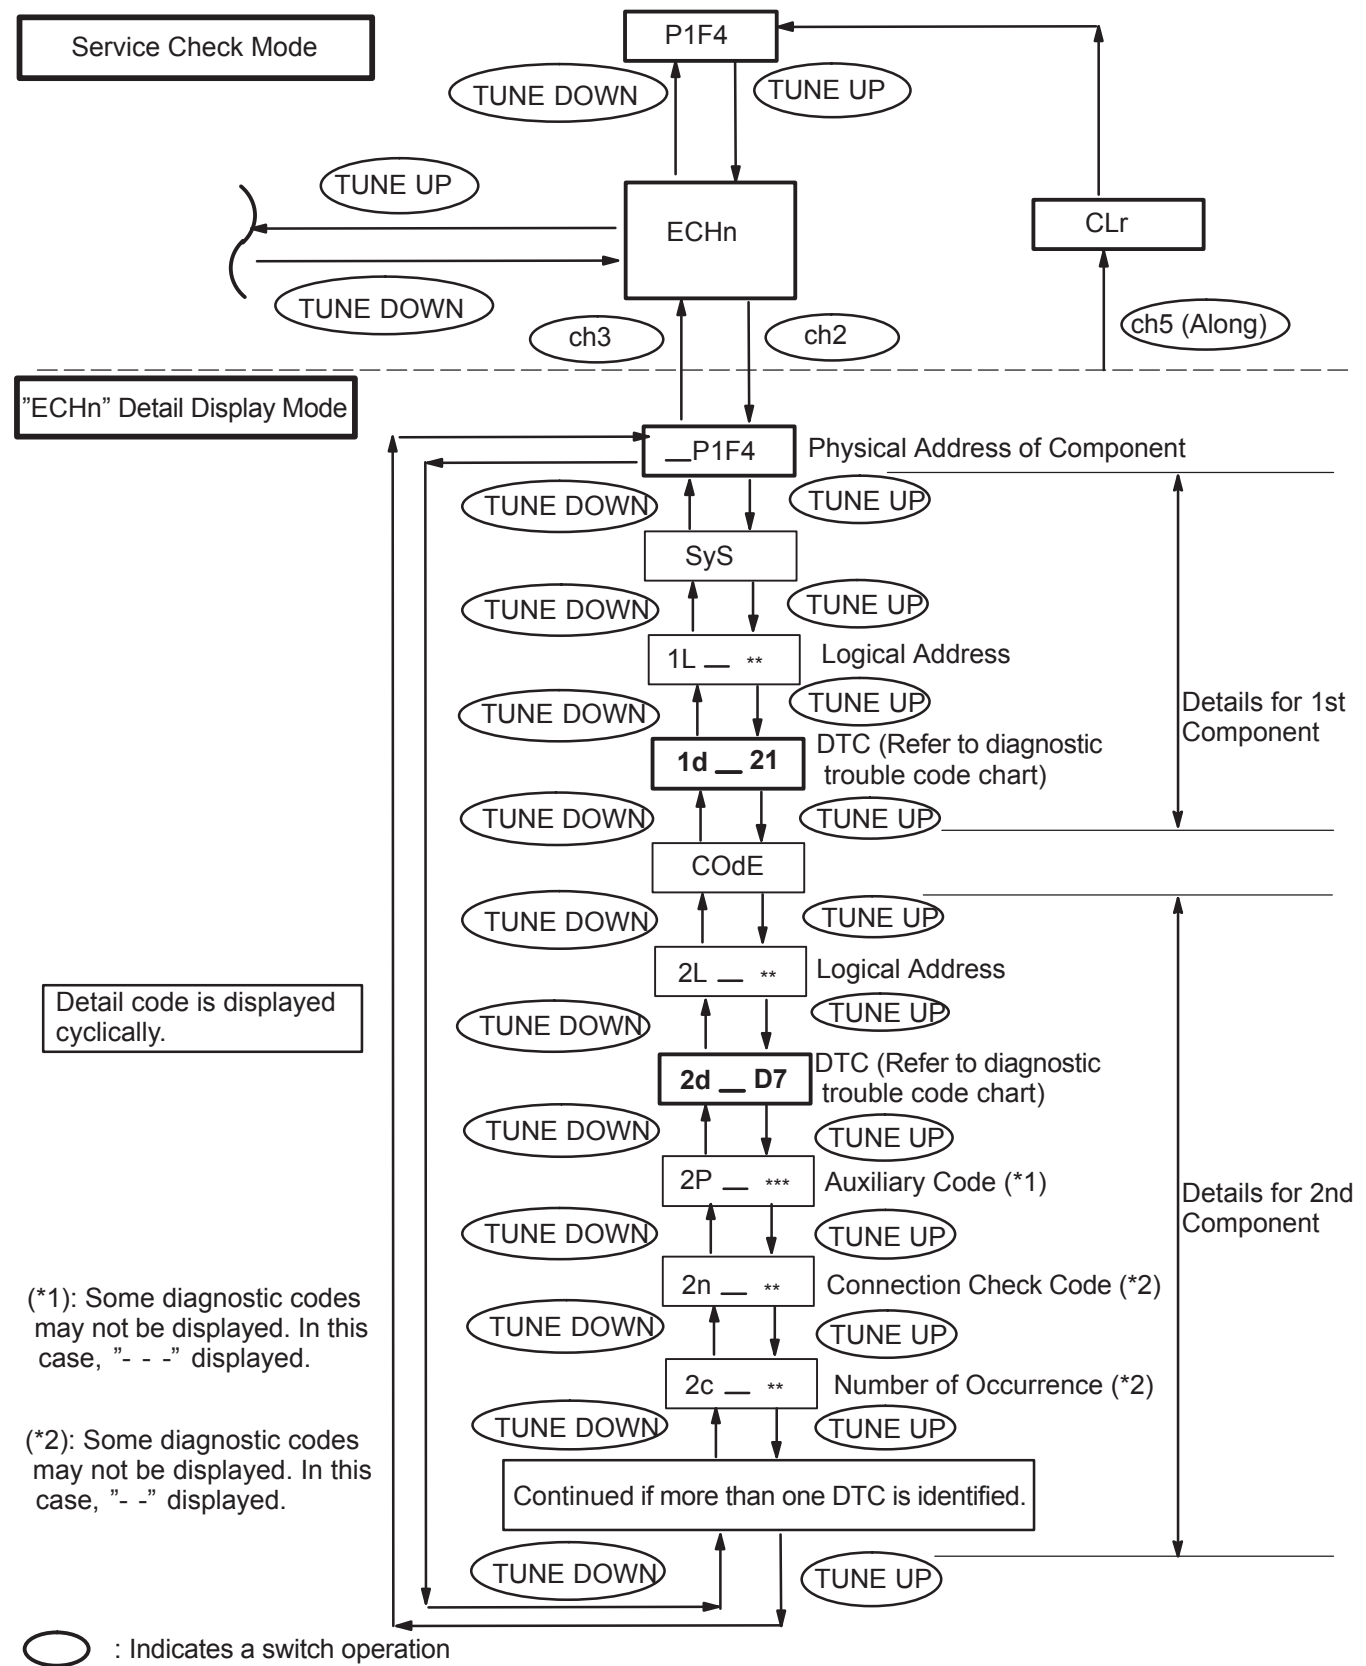 Service Check Mode
P1F4
TUNE DOWN
TUNE UP
TUNE UP
ECHn
CLr
TUNE DOWN
ch3
ch2
ch5 (Along)
”ECHn” Detail Display Mode
__P1F4
Physical Address of Component
TUNE DOWN
TUNE UP
SyS
TUNE DOWN
TUNE UP
1L __ **
Logical Address
TUNE DOWN
TUNE UP
Details for 1st
Component
1d __ 21
DTC (Refer to diagnostic
trouble code chart)
TUNE DOWN
TUNE UP
COdE
TUNE DOWN
TUNE UP
2L __ **
Logical Address
Detail code is displayed
cyclically.
TUNE DOWN
TUNE UP
2d __ D7
DTC (Refer to diagnostic
trouble code chart)
TUNE DOWN
TUNE UP
2P __ ***
Auxiliary Code (*1)
Details for 2nd
Component
TUNE DOWN
TUNE UP
2n __ **
Connection Check Code (*2)
(*1): Some diagnostic codes
may not be displayed. In this
case, ”- - -” displayed.
TUNE DOWN
TUNE UP
2c __ **
Number of Occurrence (*2)
TUNE DOWN
TUNE UP
(*2): Some diagnostic codes
may not be displayed. In this
case, ”- -” displayed.
Continued if more than one DTC is identified.
TUNE DOWN
TUNE UP
: Indicates a switch operation